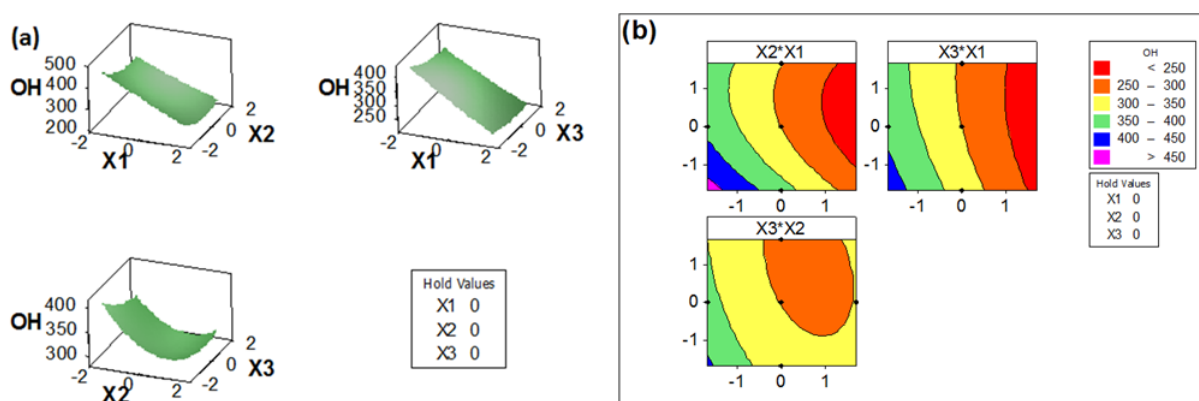 (a)
500
400
OH
300
200
-2
0
X1
2
-2
0
X2
2
400
350
OH
300
250
-2
0
X1
2
-2
0
X3
2
400
OH
350
300
-2
0
X2
2
-2
0
X3
2
Hold Values
X1 0
X2 0
X3 0
(b)
X2*X1
1
0
-1
-1 0 1
X3*X1
1
0
-1
-1 0 1
X3*X2
1
0
-1
-1 0 1
OH
< 250
250 – 300
300 – 350
350 – 400
400 – 450
> 450
Hold Values
X1 0
X2 0
X3 0